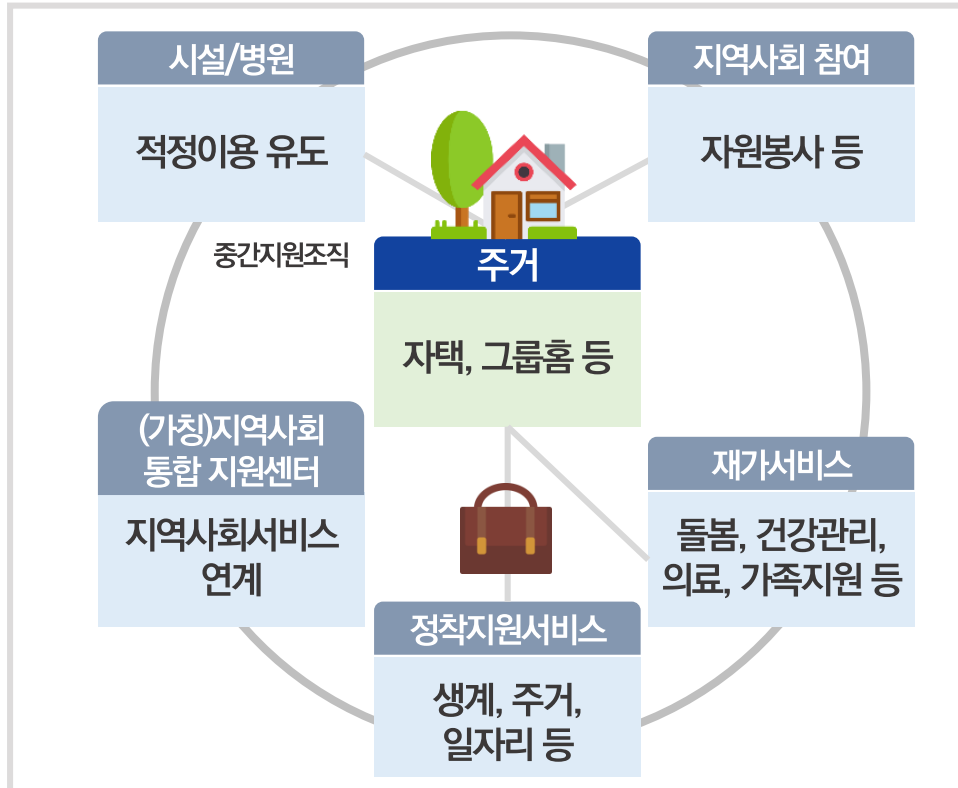 시설/병원
적정이용 유도
지역사회 참여
자원봉사 등
중간지원조직
주거
자택, 그룹홈 등
(가칭)지역사회
통합 지원센터
지역사회서비스
연계
재가서비스
돌봄, 건강관리,
의료, 가족지원 등
정착지원서비스
생계, 주거,
일자리 등